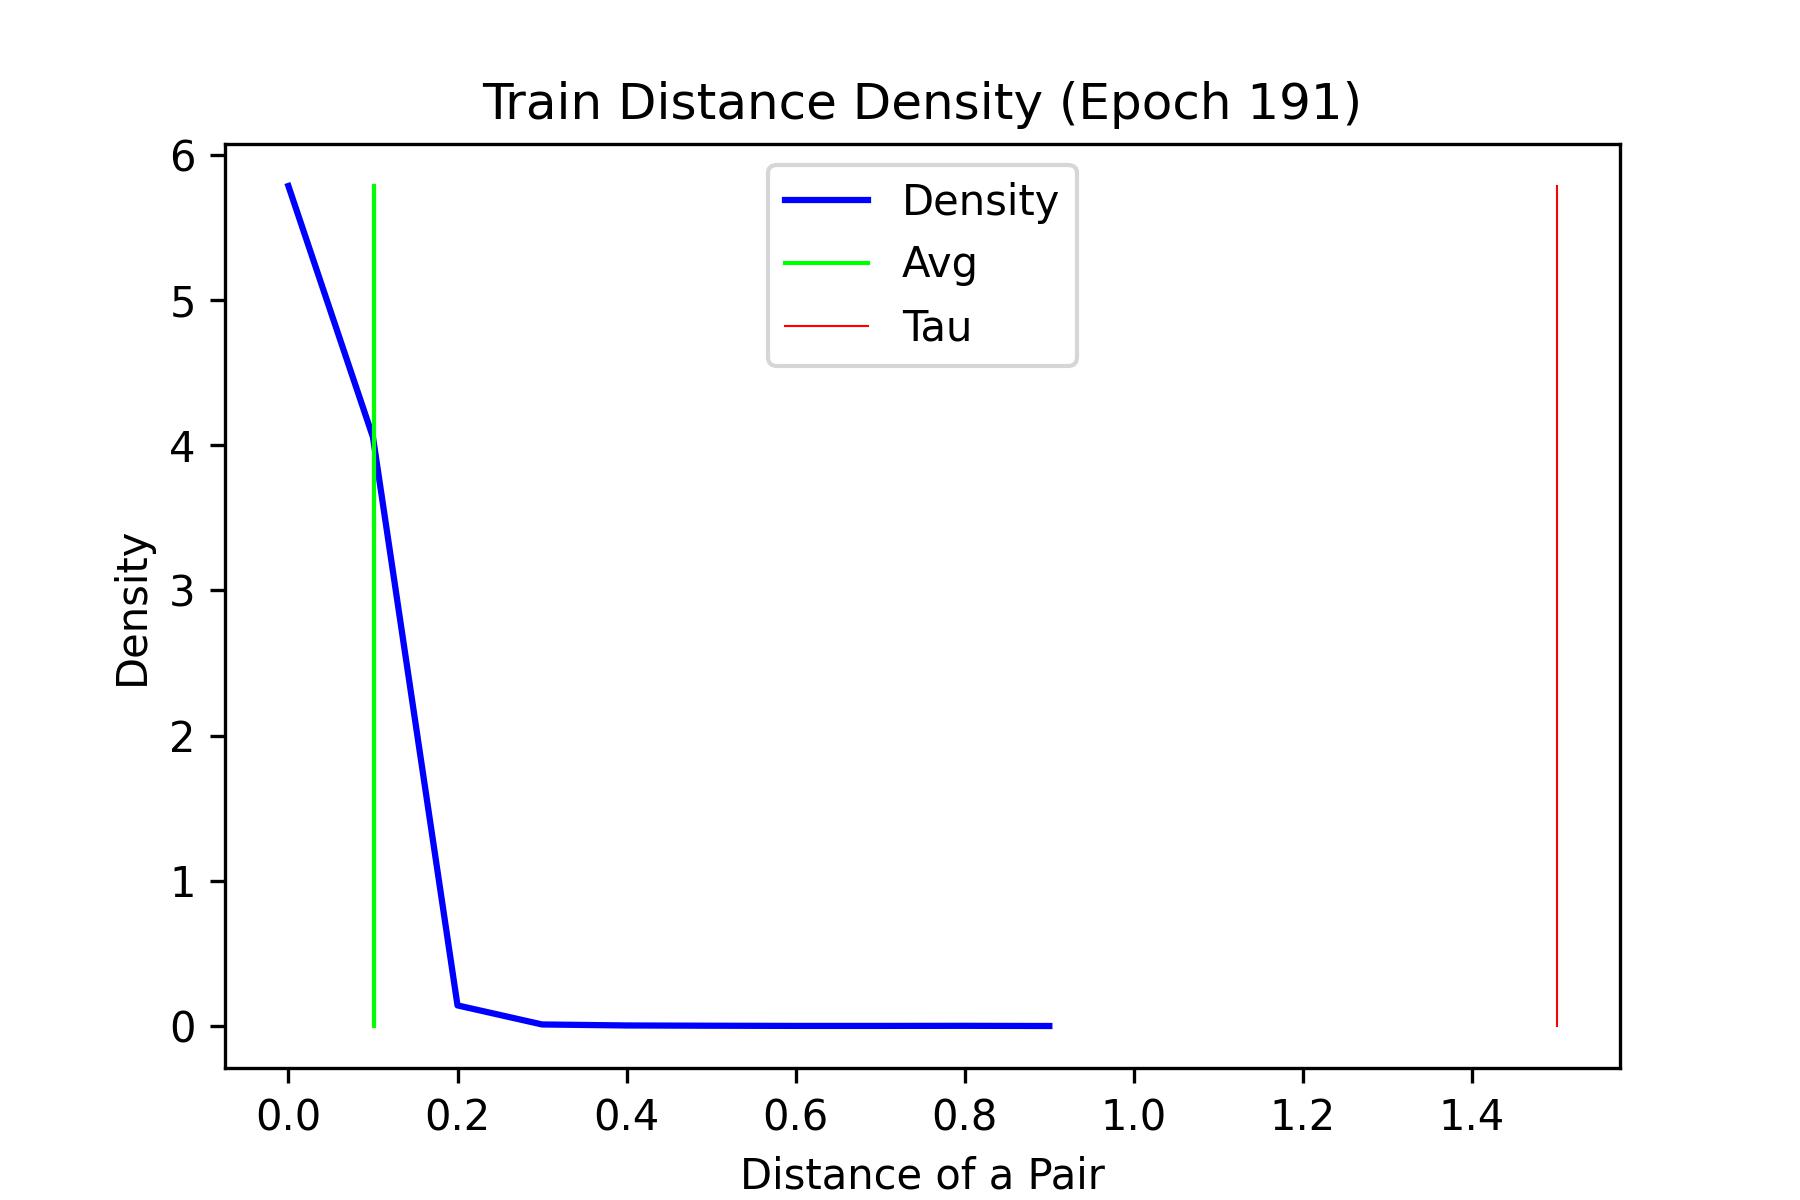 Train Distance Density (Epoch 191)
6
5
4
3
2
1
0
Density
Density
Avg
Tau
0.0 0.2 0.4 0.6 0.8 1.0 1.2 1.4
Distance of a Pair